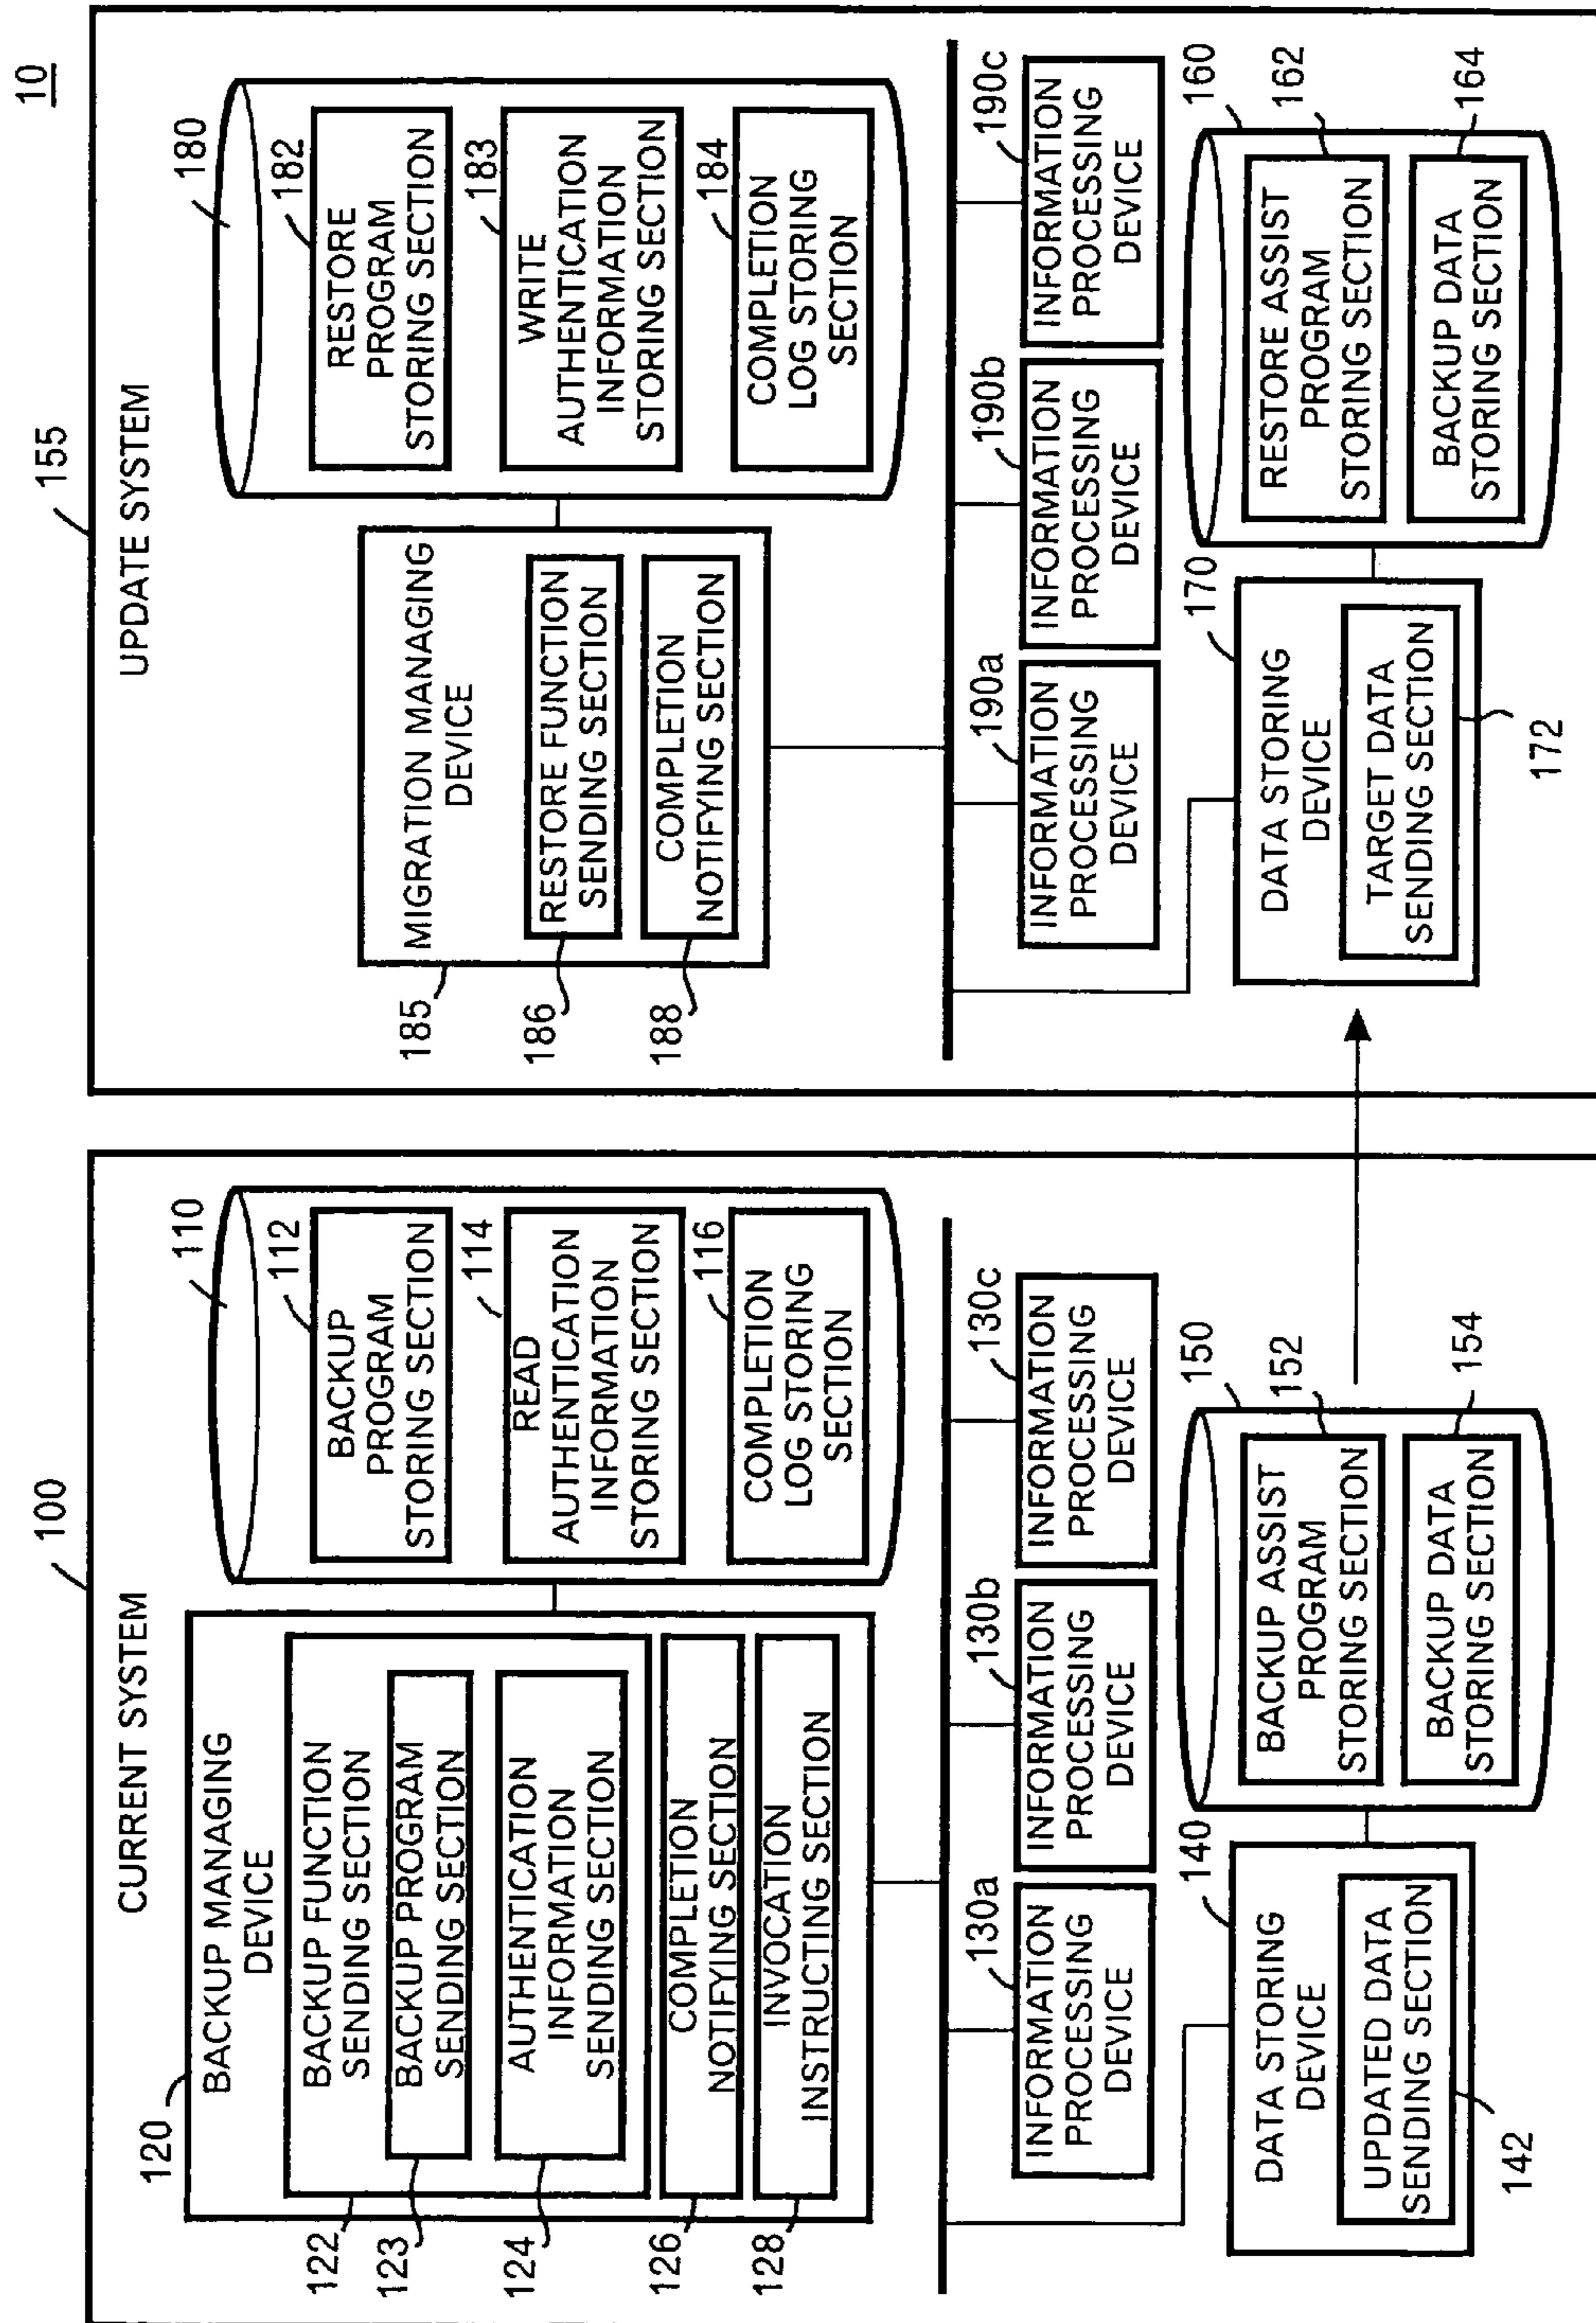 10
100
CURRENT SYSTEM
120
BACKUP MANAGING
DEVICE
122
BACKUP FUNCTION
SENDING SECTION
123
BACKUP PROGRAM
SENDING SECTION
124
AUTHENTICATION
INFORMATION
SENDING SECTION
126
COMPLETION
NOTIFYING SECTION
128
INVOCATION
INSTRUCTING SECTION
110
112
BACKUP
PROGRAM
STORING SECTION
114
READ
AUTHENTICATION
INFORMATION
STORING SECTION
116
COMPLETION
LOG STORING
SECTION
130a
INFORMATION
PROCESSING
DEVICE
130b
INFORMATION
PROCESSING
DEVICE
130c
INFORMATION
PROCESSING
DEVICE
140
DATA STORING
DEVICE
UPDATED DATA
SENDING SECTION
142
150
152
BACKUP ASSIST
PROGRAM
STORING SECTION
154
BACKUP DATA
STORING SECTION
155
UPDATE SYSTEM
185
MIGRATION MANAGING
DEVICE
186
RESTORE FUNCTION
SENDING SECTION
188
COMPLETION
NOTIFYING SECTION
180
182
RESTORE
PROGRAM
STORING SECTION
183
WRITE
AUTHENTICATION
INFORMATION
STORING SECTION
184
COMPLETION
LOG STORING
SECTION
190a
INFORMATION
PROCESSING
DEVICE
190b
INFORMATION
PROCESSING
DEVICE
190c
INFORMATION
PROCESSING
DEVICE
170
DATA STORING
DEVICE
TARGET DATA
SENDING SECTION
172
160
162
RESTORE ASSIST
PROGRAM
STORING SECTION
164
BACKUP DATA
STORING SECTION